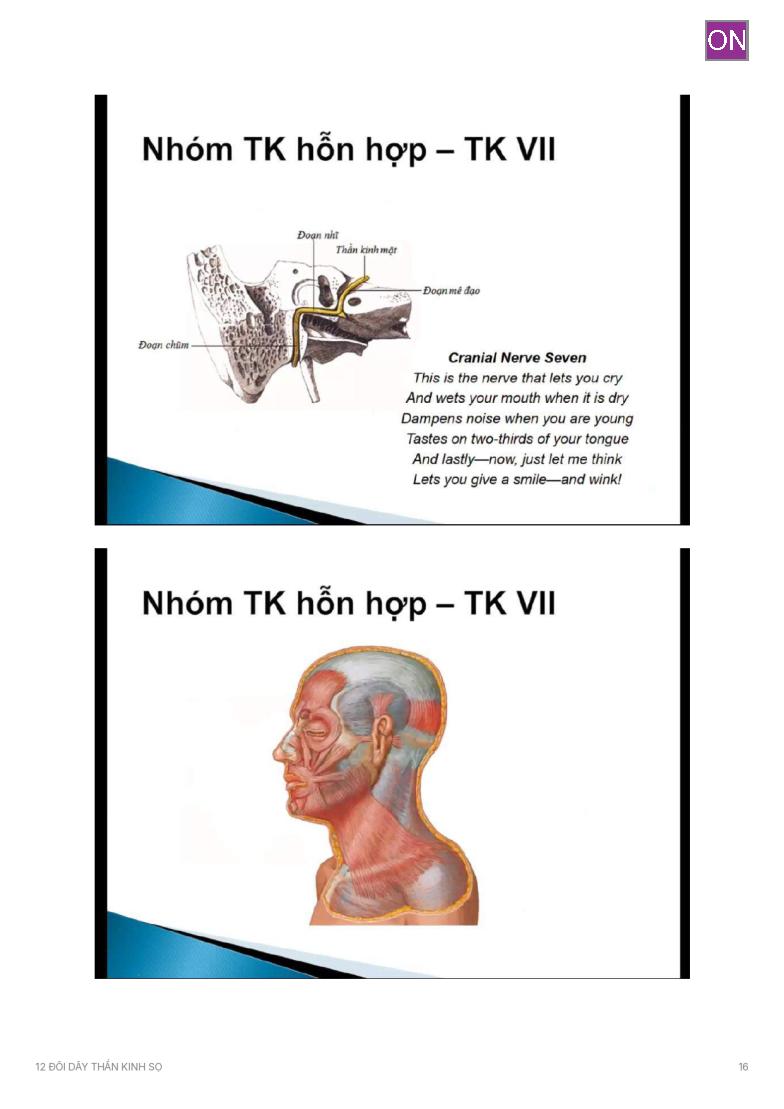 ON
Nhóm TK hỗn hợp – TK VII
Đoạn nhĩ
Thần kinh mặt
Đoạn mê đạo
Đoạn chũm
Cranial Nerve Seven
This is the nerve that lets you cry
And wets your mouth when it is dry
Dampens noise when you are young
Tastes on two-thirds of your tongue
And lastly—now, just let me think
Lets you give a smile—and wink!
Nhóm TK hỗn hợp – TK VII
12 ĐÔI DÂY THẦN KINH SỌ
16